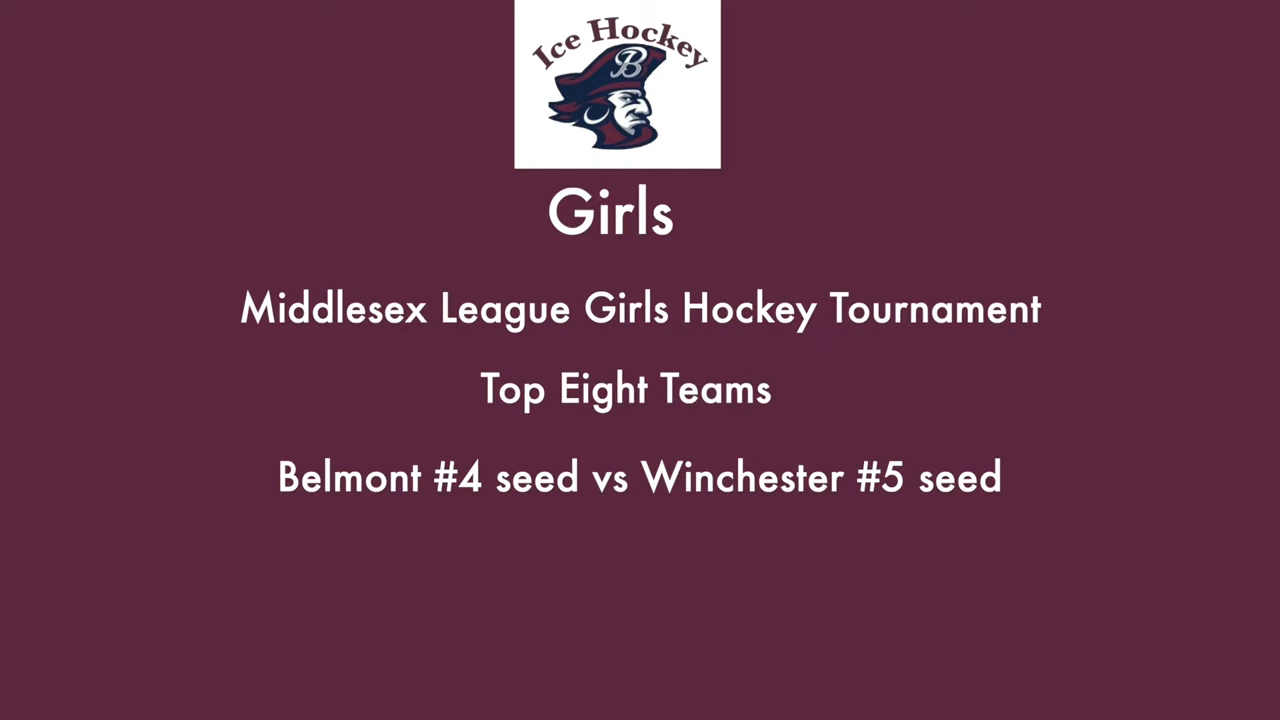 Ice Hockey
B
Girls
Middlesex League Girls Hockey Tournament
Top Eight Teams
Belmont #4 seed vs Winchester #5 seed